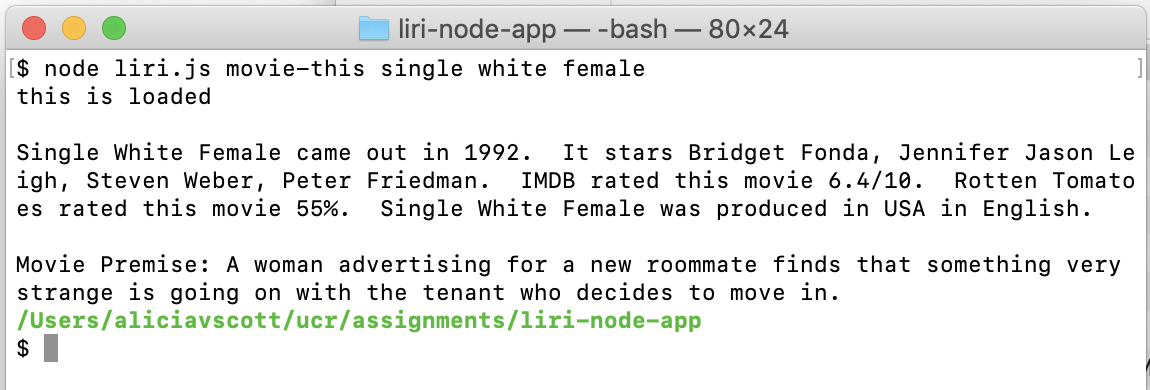 liri-node-app — -bash — 80×24
[$ node liri.js movie-this single white female ]
this is loaded
Single White Female came out in 1992.  It stars Bridget Fonda, Jennifer Jason Le
igh, Steven Weber, Peter Friedman.  IMDB rated this movie 6.4/10.  Rotten Tomato
es rated this movie 55%.  Single White Female was produced in USA in English.
Movie Premise: A woman advertising for a new roommate finds that something very
strange is going on with the tenant who decides to move in.
/Users/aliciavscott/ucr/assignments/liri-node-app
$